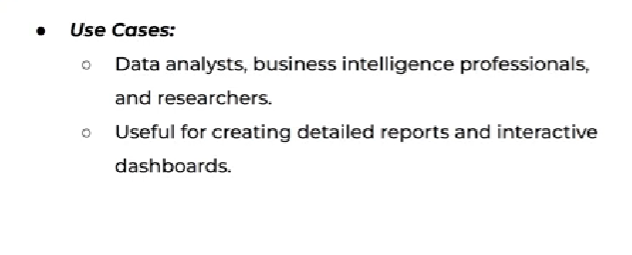 ● Use Cases:
○ Data analysts, business intelligence professionals,
and researchers.
○ Useful for creating detailed reports and interactive
dashboards.